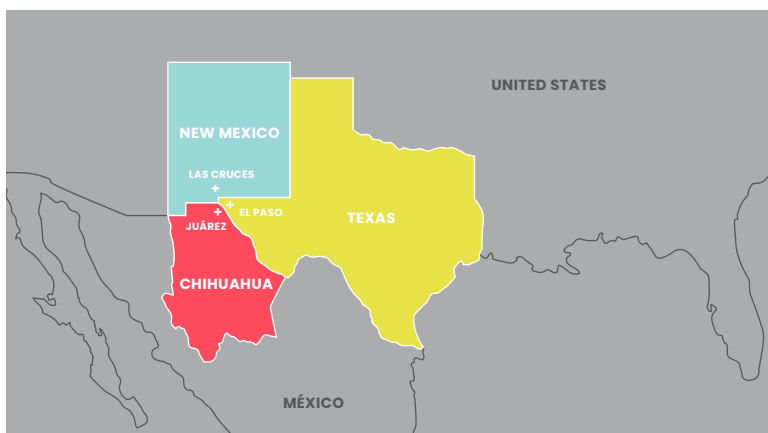 UNITED STATES
NEW MEXICO
LAS CRUCES
EL PASO
TEXAS
JUÁREZ
CHIHUAHUA
MÉXICO